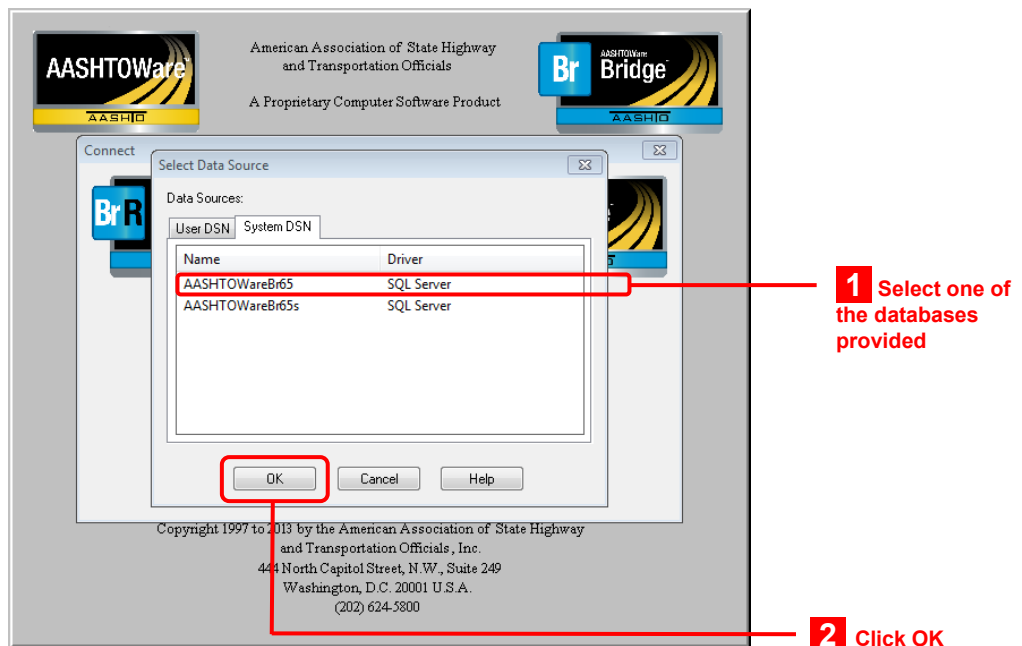 AASHTOWare
AASHTO
American Association of State Highway
and Transportation Officials
A Proprietary Computer Software Product
Br
AASHTOWare
Bridge
AASHTO
Connect
BrR
Select Data Source
Data Sources:
User DSN
System DSN
Name Driver
AASHTOWareBr65 SQL Server
AASHTOWareBr65s SQL Server
OK
Cancel
Help
1 Select one of
the databases
provided
Copyright 1997 to 2013 by the American Association of State Highway
and Transportation Officials, Inc.
444 North Capitol Street, N.W., Suite 249
Washington, D.C. 20001 U.S.A.
(202) 624-5800
2 Click OK